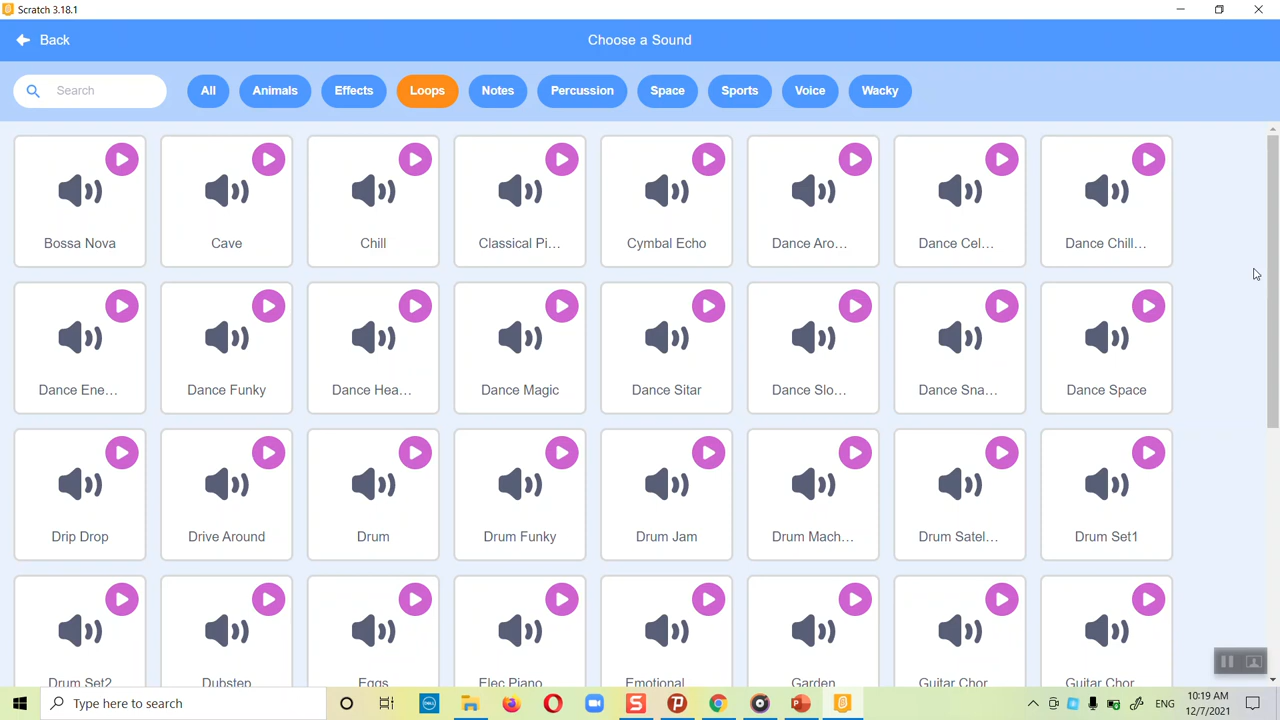 Scratch 3.18.1
Back
Choose a Sound
Search
All
Animals
Effects
Loops
Notes
Percussion
Space
Sports
Voice
Wacky
Bossa Nova
Cave
Chill
Classical Pi...
Cymbal Echo
Dance Aro...
Dance Cel...
Dance Chill...
Dance Ene...
Dance Funky
Dance Hea...
Dance Magic
Dance Sitar
Dance Slo...
Dance Sna...
Dance Space
Drip Drop
Drive Around
Drum
Drum Funky
Drum Jam
Drum Mach...
Drum Satel...
Drum Set1
Drum Set2
Dubstep
Eggs
Elec Piano
Emotional
Garden
Guitar Chor
Guitar Chor
Type here to search
DELL
ENG
10:19 AM
12/7/2021